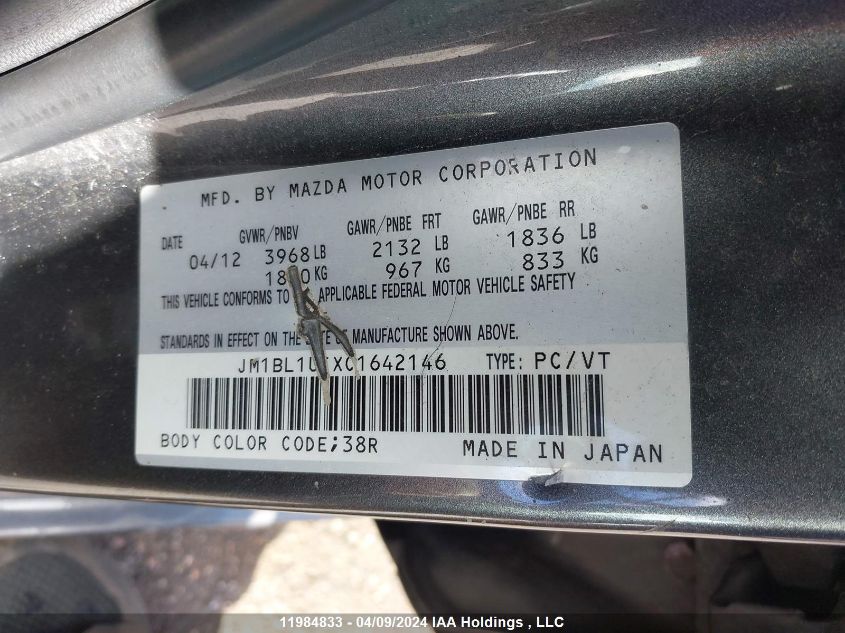 MFD. BY MAZDA MOTOR CORPORATION
DATE GVWR/PNBV GAWR/PNBE FRT GAWR/PNBE RR
04/12 3968 LB 2132 LB 1836 LB
KG 967 KG 833 KG
THIS VEHICLE CONFORMS TO APPLICABLE FEDERAL MOTOR VEHICLE SAFETY
STANDARDS IN EFFECT ON THE MANUFACTURE SHOWN ABOVE.
TYPE: PC/VT
BODY COLOR CODE;38R MADE IN JAPAN
11984833 - 04/09/2024 IAA Holdings , LLC